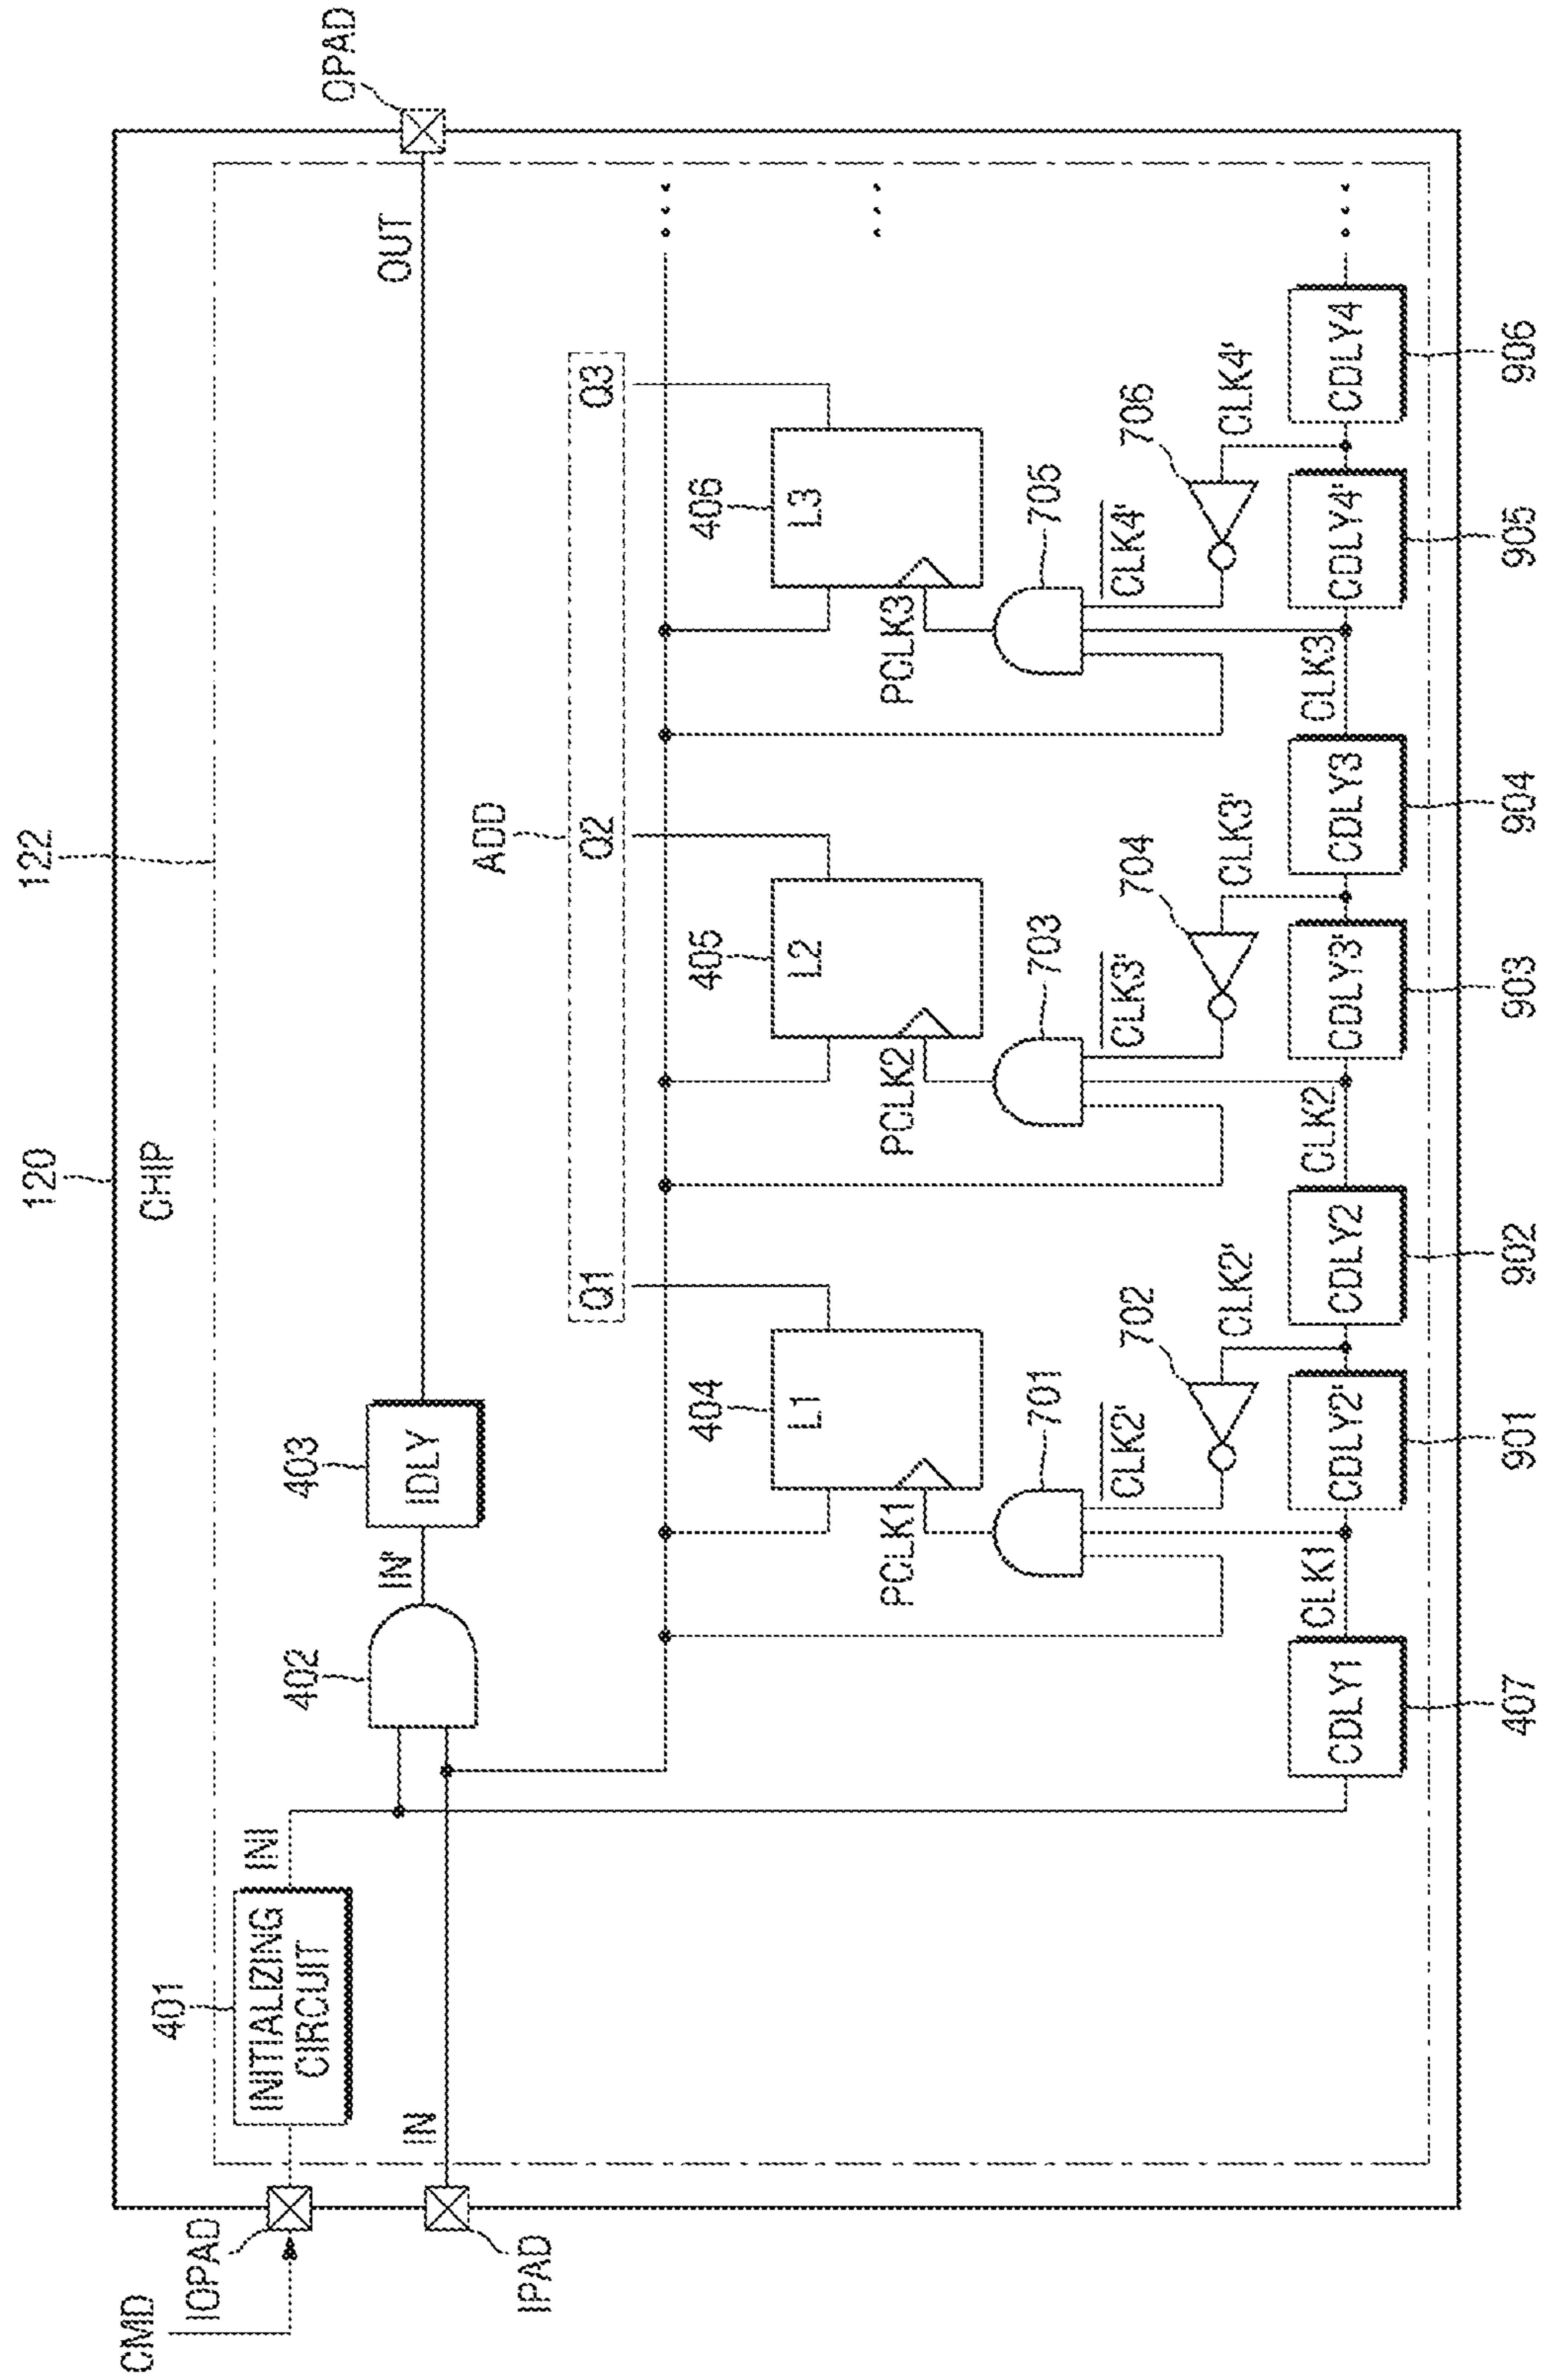 122
120
CHIP
CMD
IOPAD
401
INITIALIZING
CIRCUIT
INI
402
IN'
403
IDLY
OUT
OPAD
IN
IPAD
ADD
Q1
Q2
Q3
404
L1
405
L2
406
L3
PCLK1
PCLK2
PCLK3
701
703
705
702
704
706
CLK2'
CLK3'
CLK4'
CLK2'
CLK3'
CLK4'
CLK1
CLK2
CLK3
CDLY1
CDLY2'
CDLY2
CDLY3'
CDLY3
CDLY4'
CDLY4
407
901
902
903
904
905
906